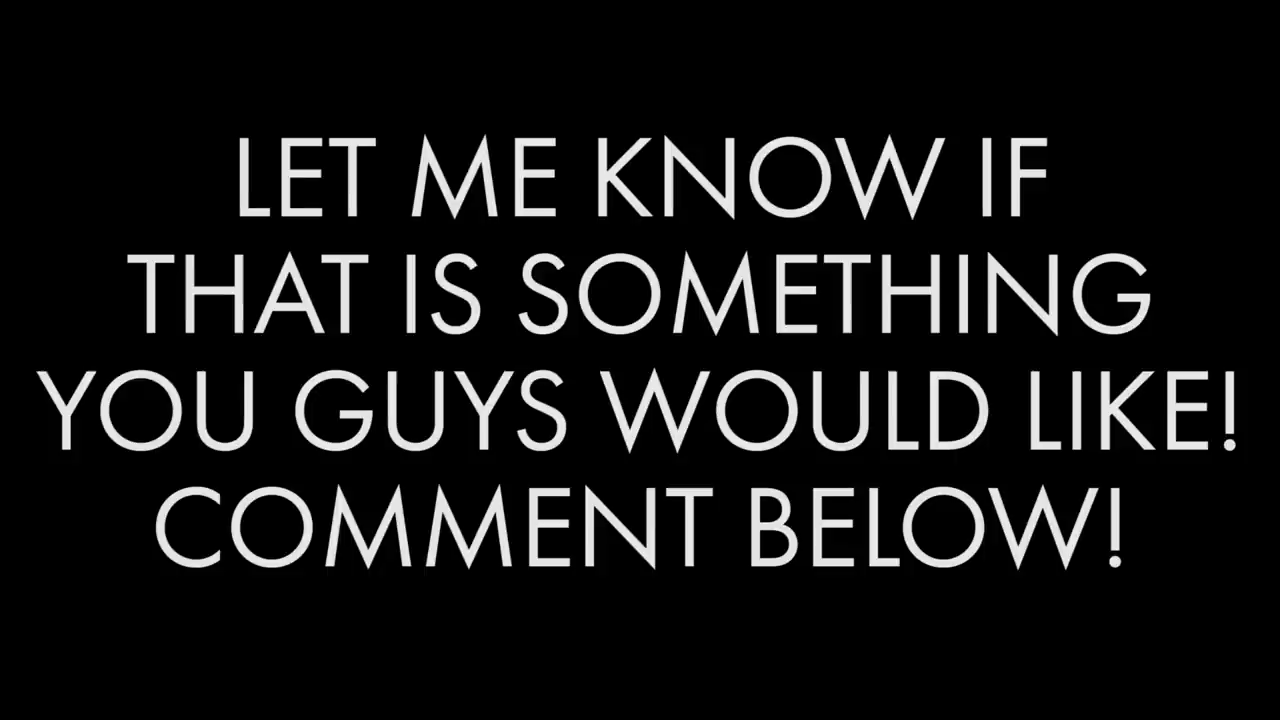 LET ME KNOW IF
THAT IS SOMETHING
YOU GUYS WOULD LIKE!
COMMENT BELOW!